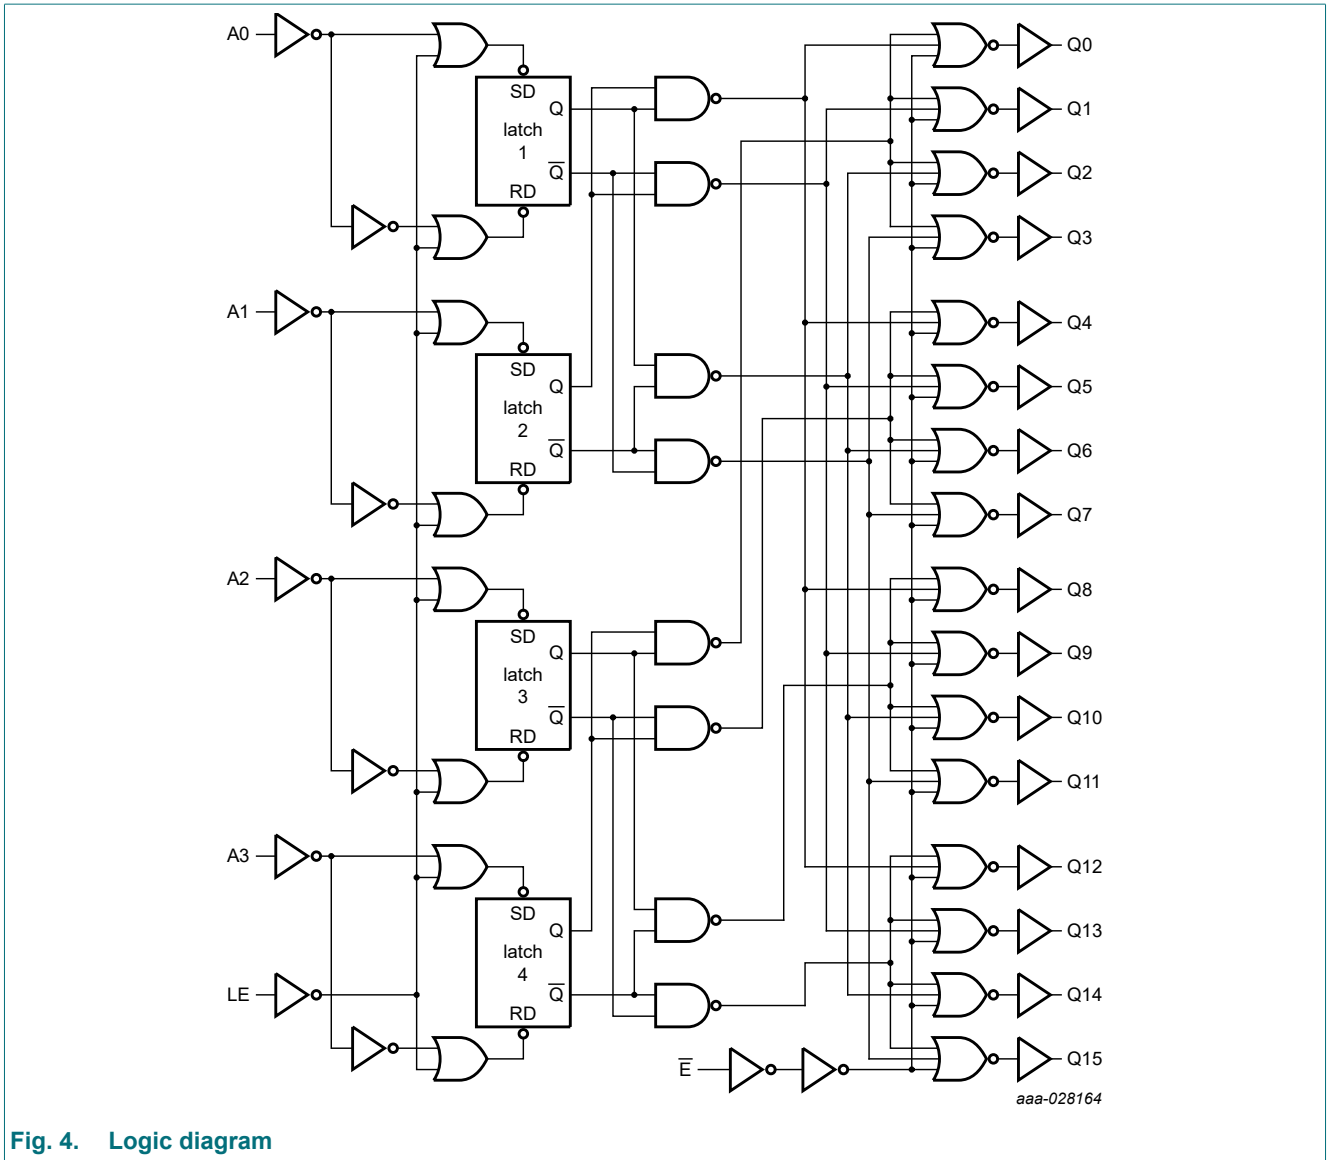 A0
SD
Q
latch
1
Q̅
RD
A1
SD
Q
latch
2
Q̅
RD
A2
SD
Q
latch
3
Q̅
RD
A3
SD
Q
latch
4
Q̅
RD
LE
E̅
Q0
Q1
Q2
Q3
Q4
Q5
Q6
Q7
Q8
Q9
Q10
Q11
Q12
Q13
Q14
Q15
aaa-028164
Fig. 4. Logic diagram